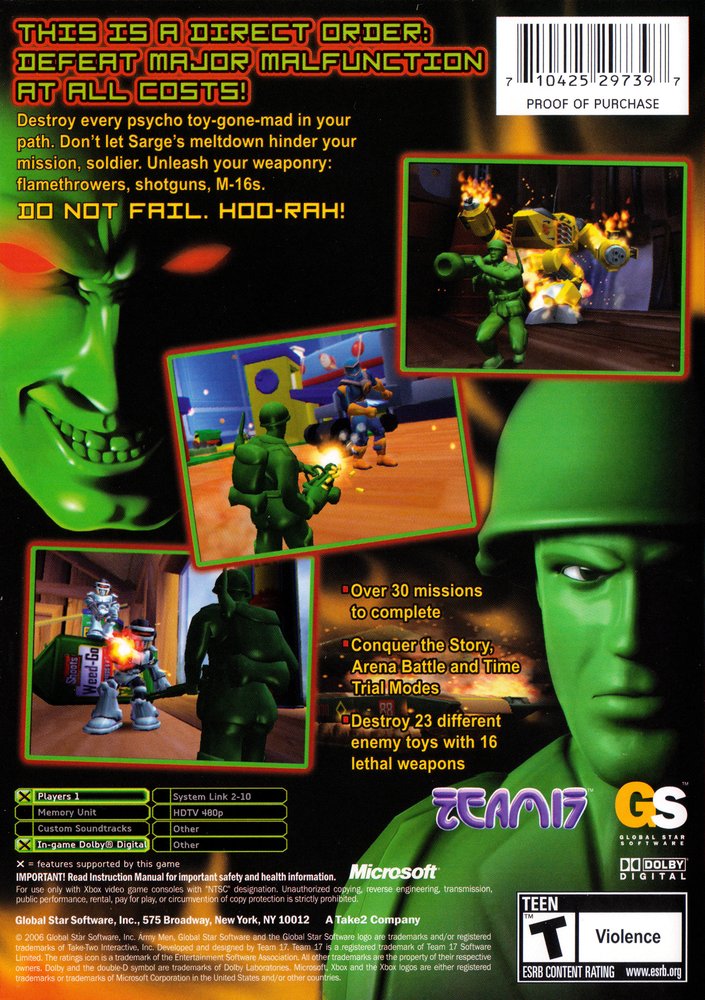 THIS IS A DIRECT ORDER:
DEFEAT MAJOR MALFUNCTION
AT ALL COSTS!
Destroy every psycho toy-gone-mad in your
path. Don't let Sarge's meltdown hinder your
mission, soldier. Unleash your weaponry:
flamethrowers, shotguns, M-16s.
DO NOT FAIL. HOO-RAH!
7 10425 29739 7
PROOF OF PURCHASE
Shoots
Weed-Go
Over 30 missions
to complete
Conquer the Story,
Arena Battle and Time
Trial Modes
Destroy 23 different
enemy toys with 16
lethal weapons
88
Players 1
System Link 2-10
Memory Unit
HDTV 480p
Custom Soundtracks
Other
In-game Dolby® Digital
Other
X = features supported by this game
TEAM17™
GS™
GLOBAL STAR
SOFTWARE
DOLBY
DIGITAL
IMPORTANT! Read Instruction Manual for important safety and health information.
Microsoft®
For use only with Xbox video game consoles with "NTSC" designation. Unauthorized copying, reverse engineering, transmission,
public performance, rental, pay for play, or circumvention of copy protection is strictly prohibited.
Global Star Software, Inc., 575 Broadway, New York, NY 10012 A Take2 Company
© 2006 Global Star Software, Inc. Army Men, Global Star Software and the Global Star Software logo are trademarks and/or registered
trademarks of Take-Two Interactive, Inc. Developed and designed by Team 17. Team 17 is a registered trademark of Team 17 Software
Limited. The ratings icon is a trademark of the Entertainment Software Association. All other trademarks are property of their respective
owners. Dolby and the double-D symbol are trademarks of Dolby Laboratories. Microsoft, Xbox and the Xbox logos are either registered
trademarks or trademarks of Microsoft Corporation in the United States and/or other countries.
TEEN
T
Violence
ESRB CONTENT RATING www.esrb.org